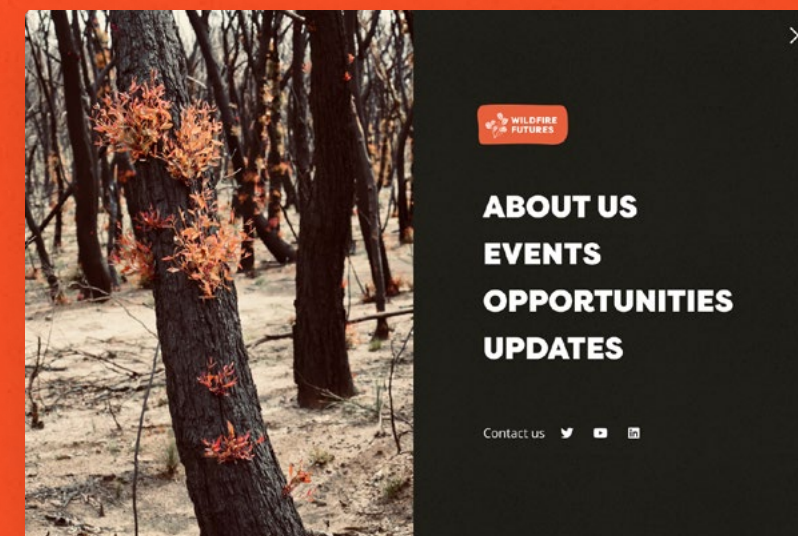 WILDFIRE
FUTURES
ABOUT US
EVENTS
OPPORTUNITIES
UPDATES
Contact us